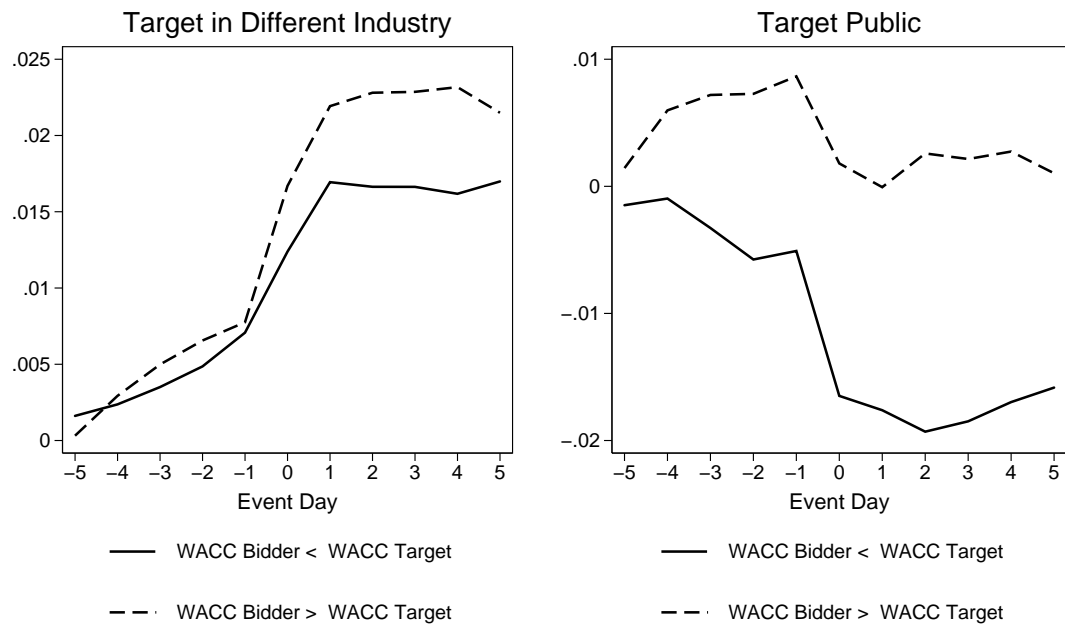 Target in Different Industry
.025
.02
.015
.01
.005
0
−5 −4 −3 −2 −1 0 1 2 3 4 5
Event Day
WACC Bidder < WACC Target
WACC Bidder > WACC Target
Target Public
.01
0
−.01
−.02
−5 −4 −3 −2 −1 0 1 2 3 4 5
Event Day
WACC Bidder < WACC Target
WACC Bidder > WACC Target